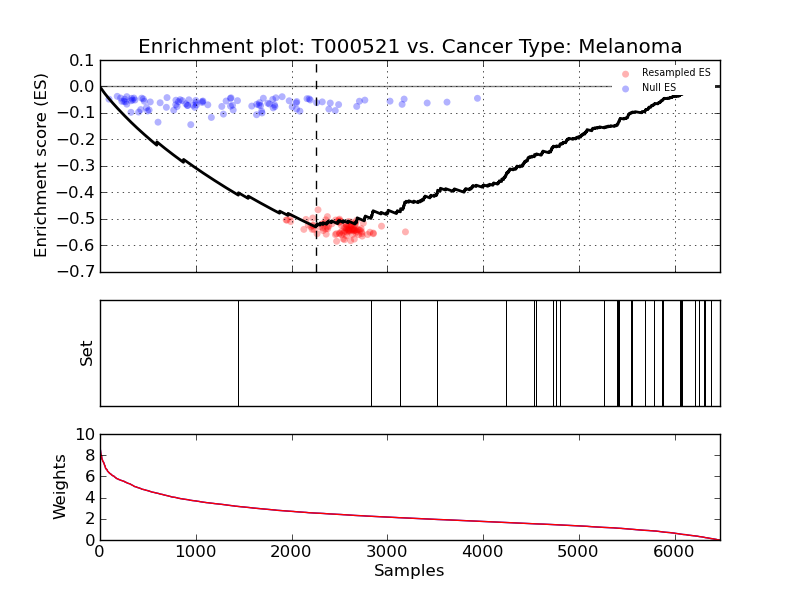 Enrichment plot: T000521 vs. Cancer Type: Melanoma
Enrichment score (ES)
0.1
0.0
−0.1
−0.2
−0.3
−0.4
−0.5
−0.6
−0.7
Resampled ES
Null ES
Set
Weights
10
8
6
4
2
0
0 1000 2000 3000 4000 5000 6000
Samples